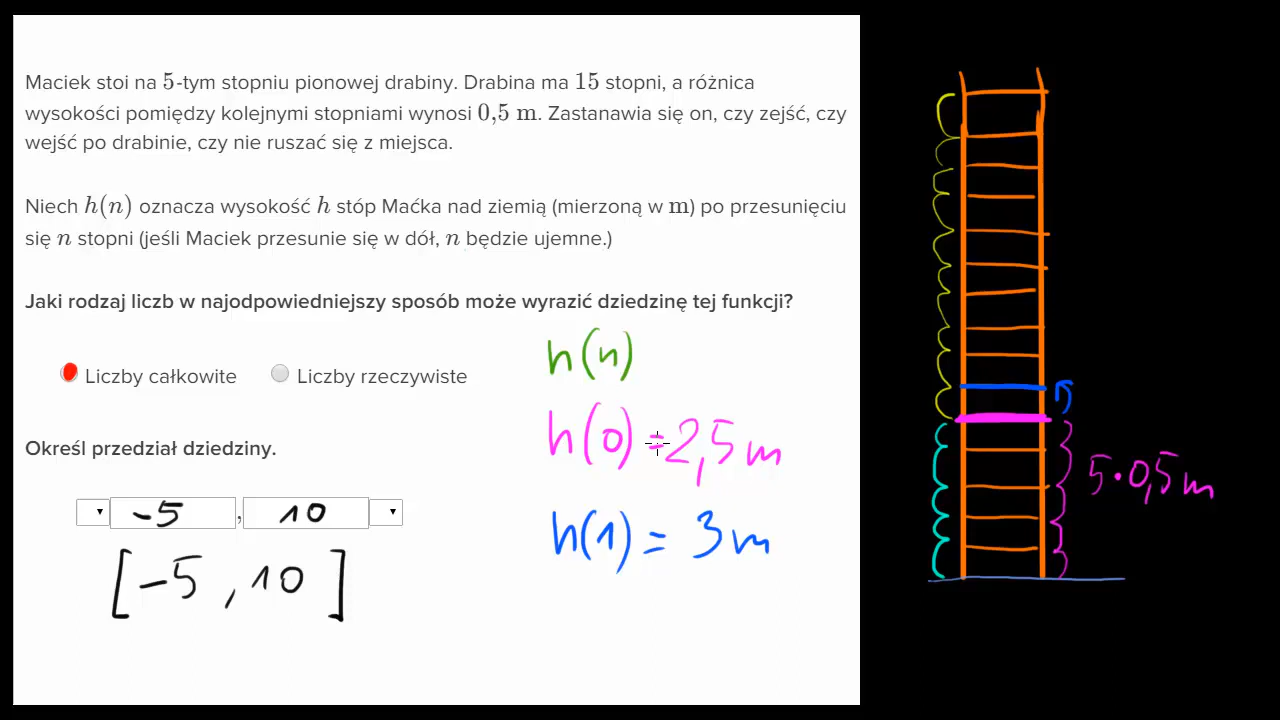 Maciek stoi na 5-tym stopniu pionowej drabiny. Drabina ma 15 stopni, a różnica
wysokości pomiędzy kolejnymi stopniami wynosi 0,5 m. Zastanawia się on, czy zejść, czy
wejść po drabinie, czy nie ruszać się z miejsca.
Niech h(n) oznacza wysokość h stóp Maćka nad ziemią (mierzoną w m) po przesunięciu
się n stopni (jeśli Maciek przesunie się w dół, n będzie ujemne.)
Jaki rodzaj liczb w najodpowiedniejszy sposób może wyrazić dziedzinę tej funkcji?
h(n)
Liczby całkowite Liczby rzeczywiste
h(0) = 2,5 m
Określ przedział dziedziny.
5·0,5 m
-5 , 10
h(1) = 3 m
[-5 , 10]